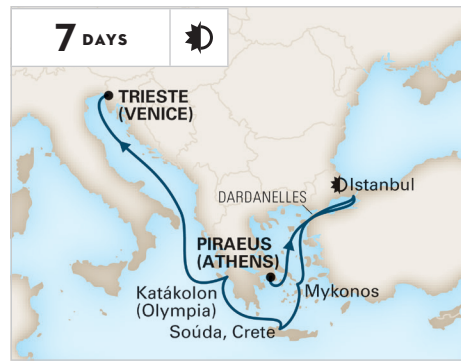 7 DAYS
TRIESTE
(VENICE)
Istanbul
DARDANELLES
PIRAEUS
(ATHENS)
Katákolon
(Olympia)
Mykonos
Soúda, Crete